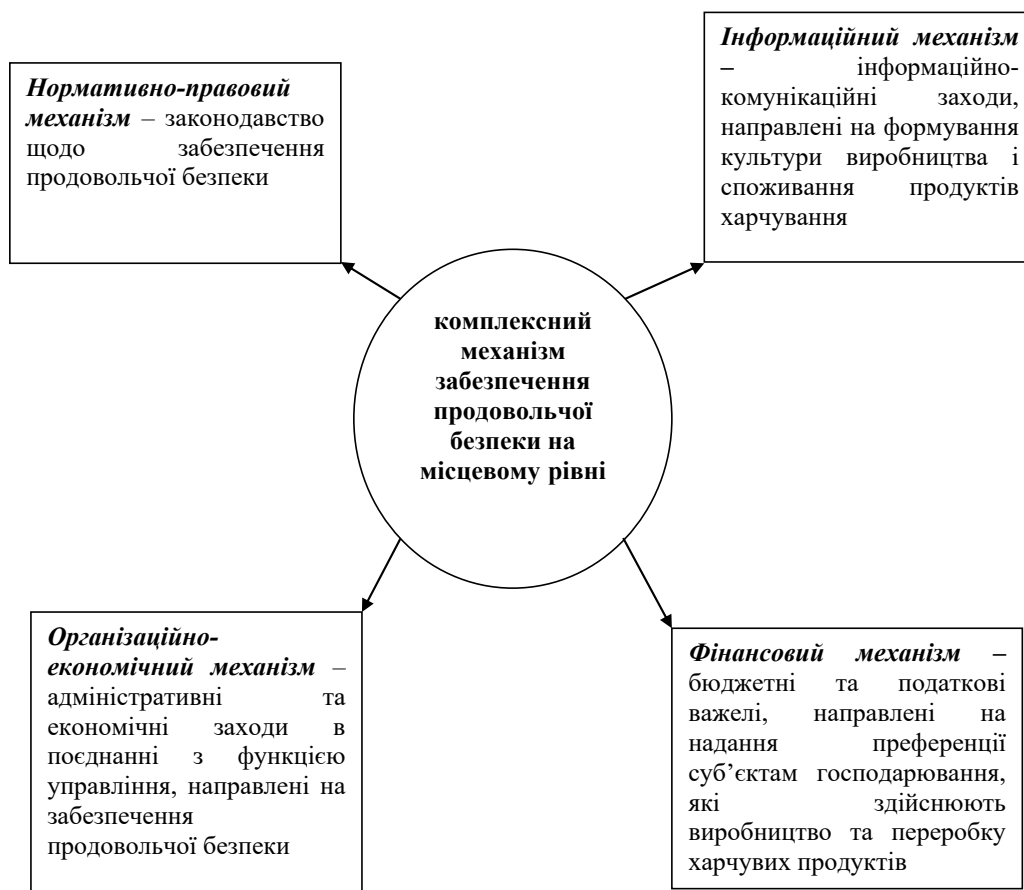 Нормативно-правовий
механізм – законодавство
щодо забезпечення
продовольчої безпеки
Інформаційний механізм
– інформаційно-
комунікаційні заходи,
направлені на формування
культури виробництва і
споживання продуктів
харчування
комплексний
механізм
забезпечення
продовольчої
безпеки на
місцевому рівні
Організаційно-
економічний механізм –
адміністративні та
економічні заходи в
поєднанні з функцією
управління, направлені на
забезпечення
продовольчої безпеки
Фінансовий механізм –
бюджетні та податкові
важелі, направлені на
надання преференції
суб’єктам господарювання,
які здійснюють
виробництво та переробку
харчувих продуктів